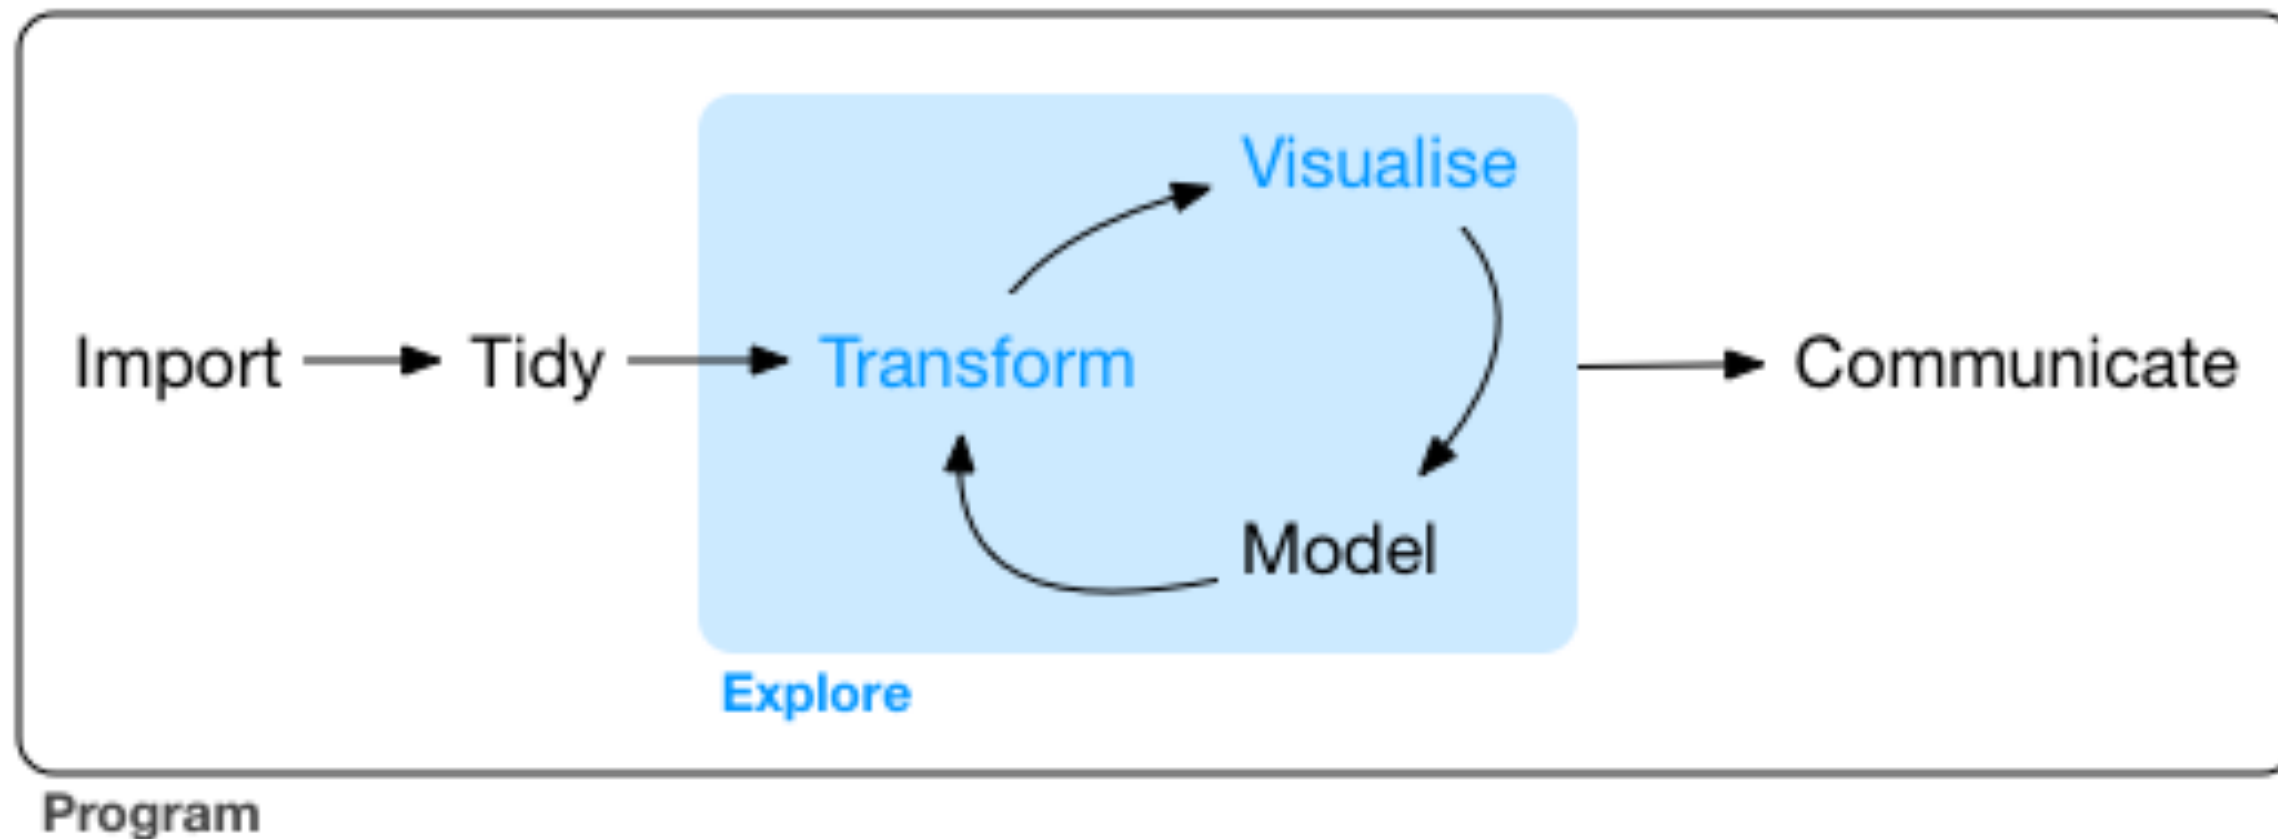 Visualise
Import Tidy Transform Communicate
Model
Explore
Program